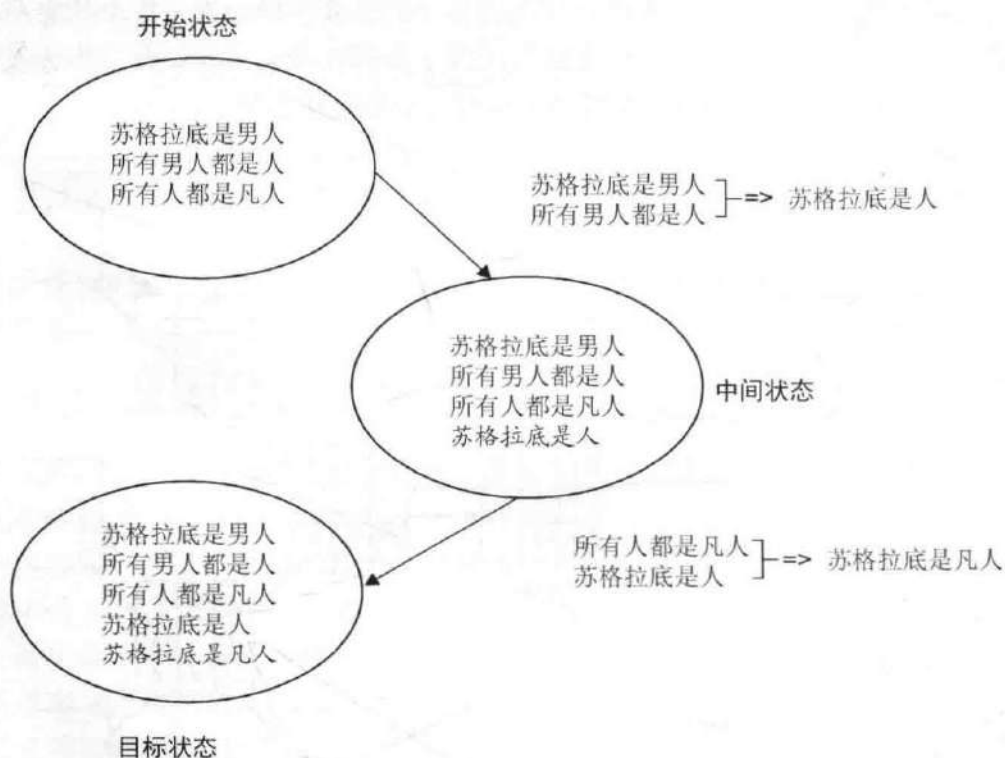 开始状态
苏格拉底是男人
所有男人都是人
所有人都是凡人
苏格拉底是男人
所有男人都是人
=> 苏格拉底是人
苏格拉底是男人
所有男人都是人
所有人都是凡人
苏格拉底是人
中间状态
所有人都是凡人
苏格拉底是人
=> 苏格拉底是凡人
苏格拉底是男人
所有男人都是人
所有人都是凡人
苏格拉底是人
苏格拉底是凡人
目标状态